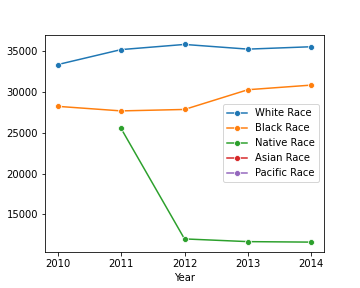 35000
30000
25000
20000
15000
White Race
Black Race
Native Race
Asian Race
Pacific Race
2010 2011 2012 2013 2014
Year